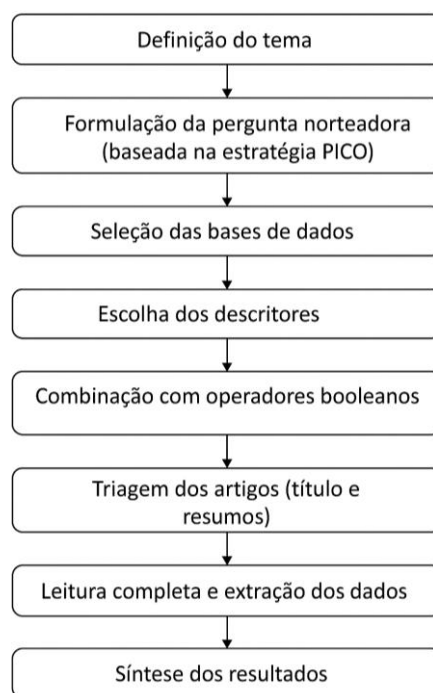 Definição do tema
Formulação da pergunta norteadora
(baseada na estratégia PICO)
Seleção das bases de dados
Escolha dos descritores
Combinação com operadores booleanos
Triagem dos artigos (título e
resumos)
Leitura completa e extração dos dados
Síntese dos resultados